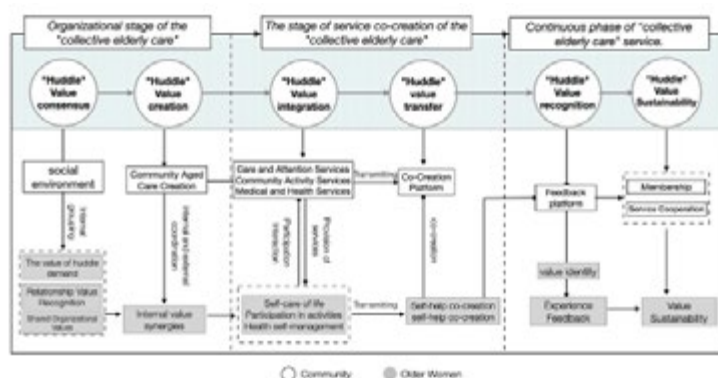 Organizational stage of the
"collective elderly care"
The stage of service co-creation of the
"collective elderly care"
Continuous phase of "collective
elderly care" service.
"Huddle"
Value
consensus
"Huddle"
Value
creation
"Huddle"
Value
integration
"Huddle"
value
transfer
"Huddle"
Value
recognition
"Huddle"
Value
Sustainability
social
environment
Community Aged
Care Creation
Care and Attention Services
Community Activity Services
Medical and Health Services
Transmitting
Co-Creation
Platform
Feedback
platform
Membership
Service Cooperation
Internal
grouping
Internal and external
coordination
Participation
Interaction
Provision of
services
co-creation
The value of huddle
demand
Relationship Value
Recognition
Shared Organizational
Values
Internal value
synergies
Self-care of life
Participation in activities
Health self-management
Transmitting
Self-help co-creation
self-help co-creation
value identity
Experience
Feedback
Value
Sustainability
Community
Older Women